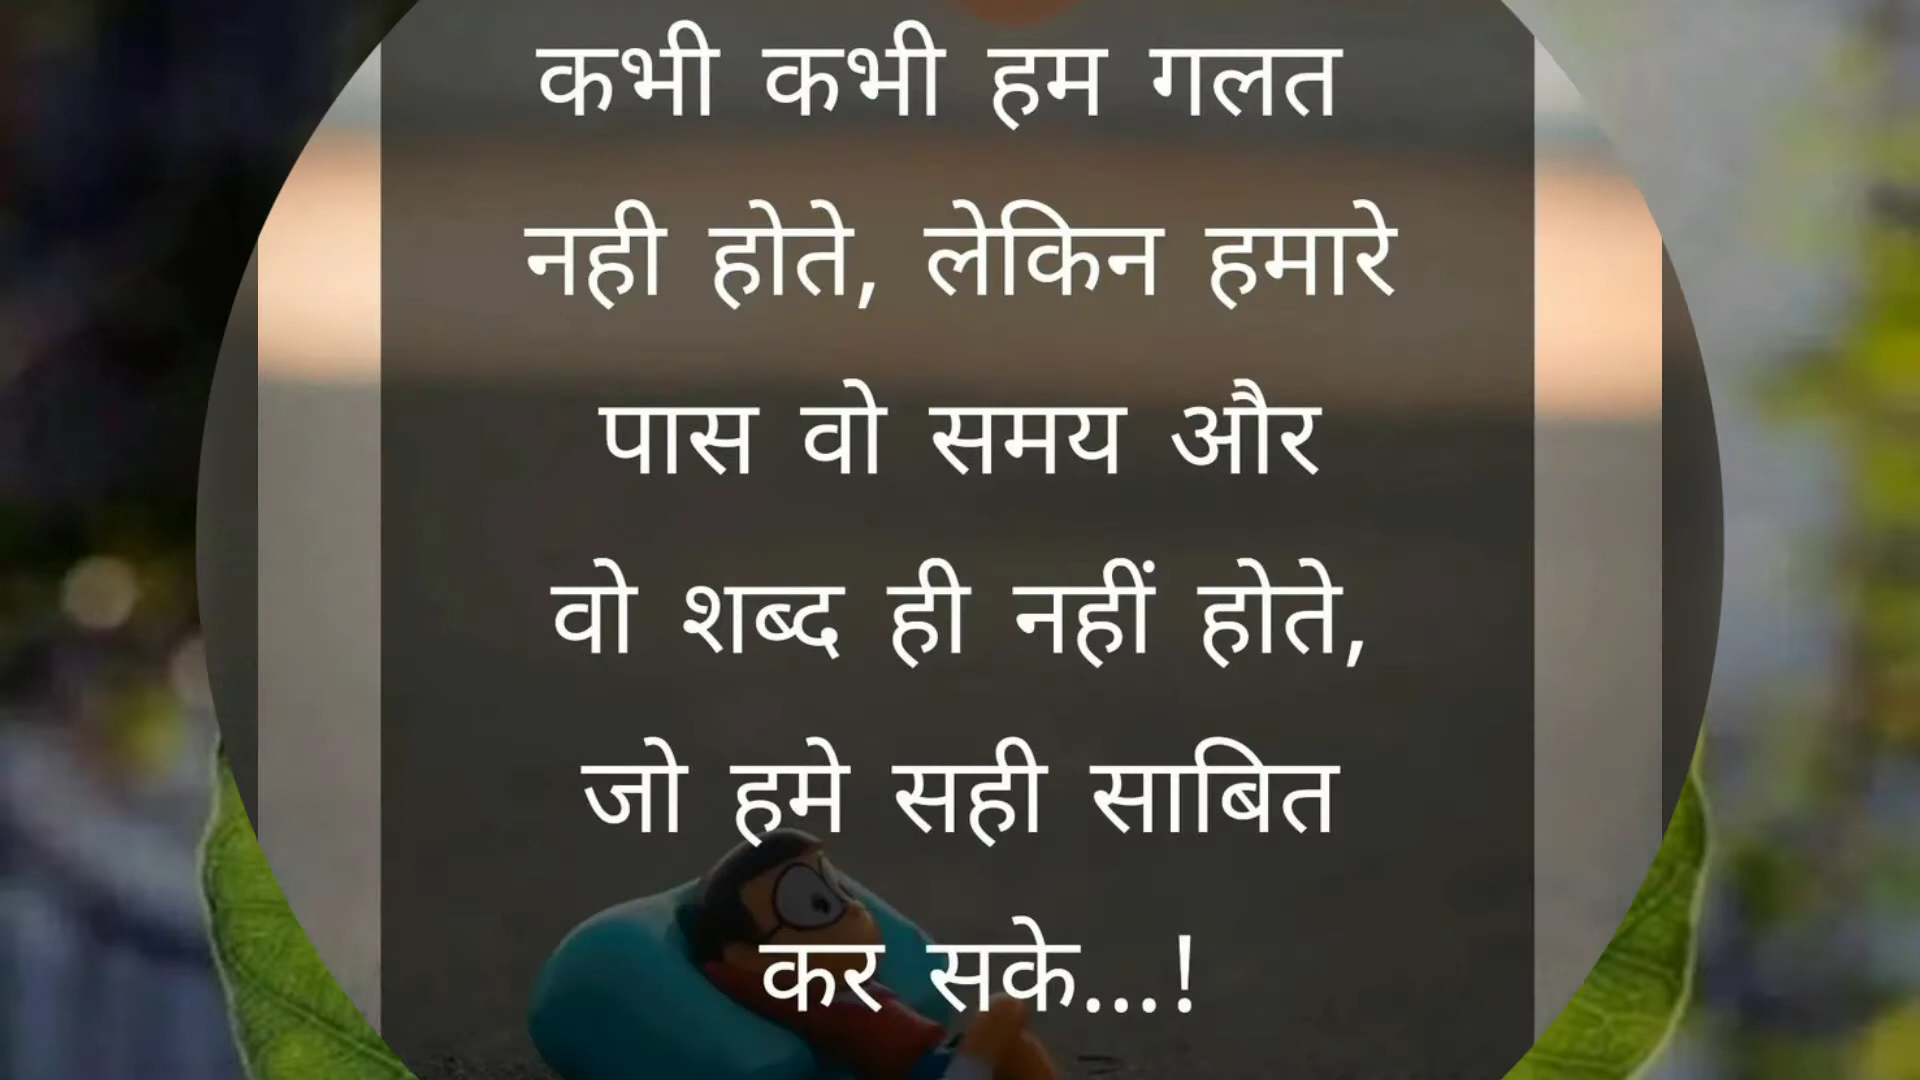 कभी कभी हम गलत
नही होते, लेकिन हमारे
पास वो समय और
वो शब्द ही नहीं होते,
जो हमे सही साबित
कर सके...!